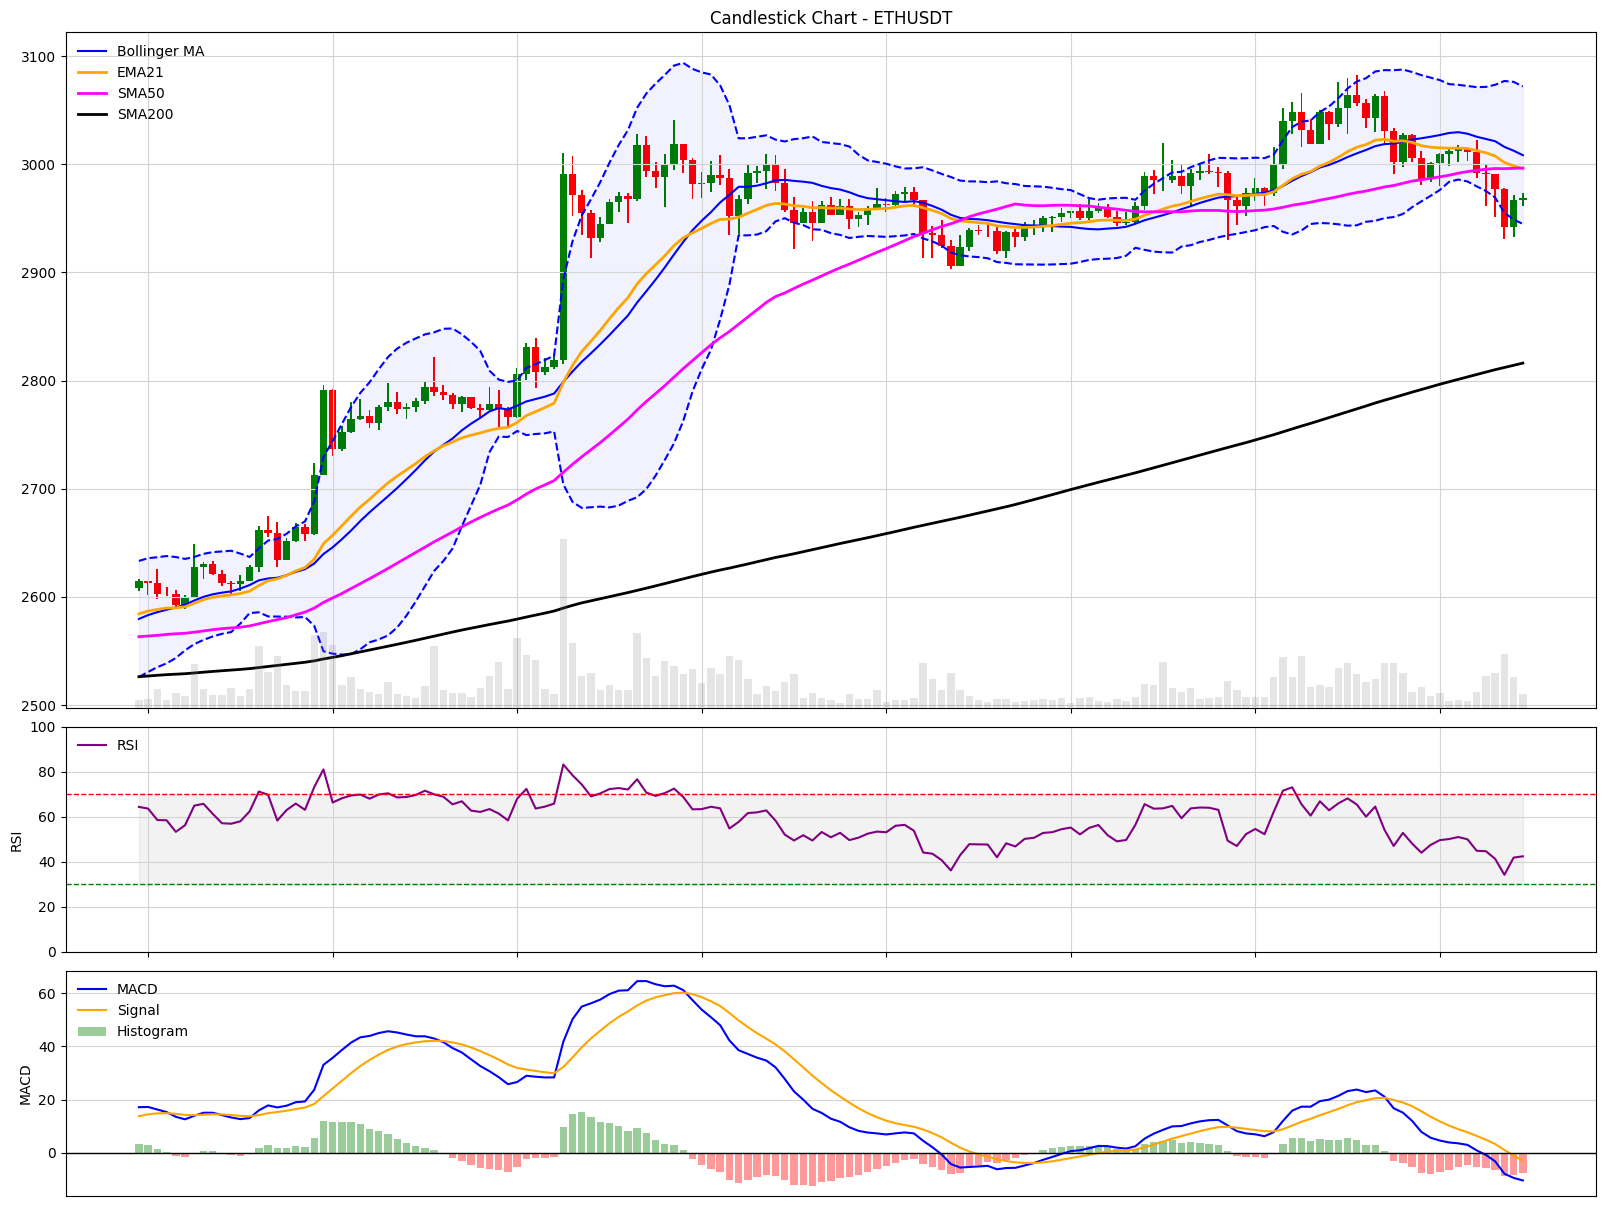 Candlestick Chart - ETHUSDT
Bollinger MA
EMA21
SMA50
SMA200
3100
3000
2900
2800
2700
2600
2500
RSI
100
80
60
40
20
0
RSI
MACD
Signal
Histogram
60
40
20
0
MACD